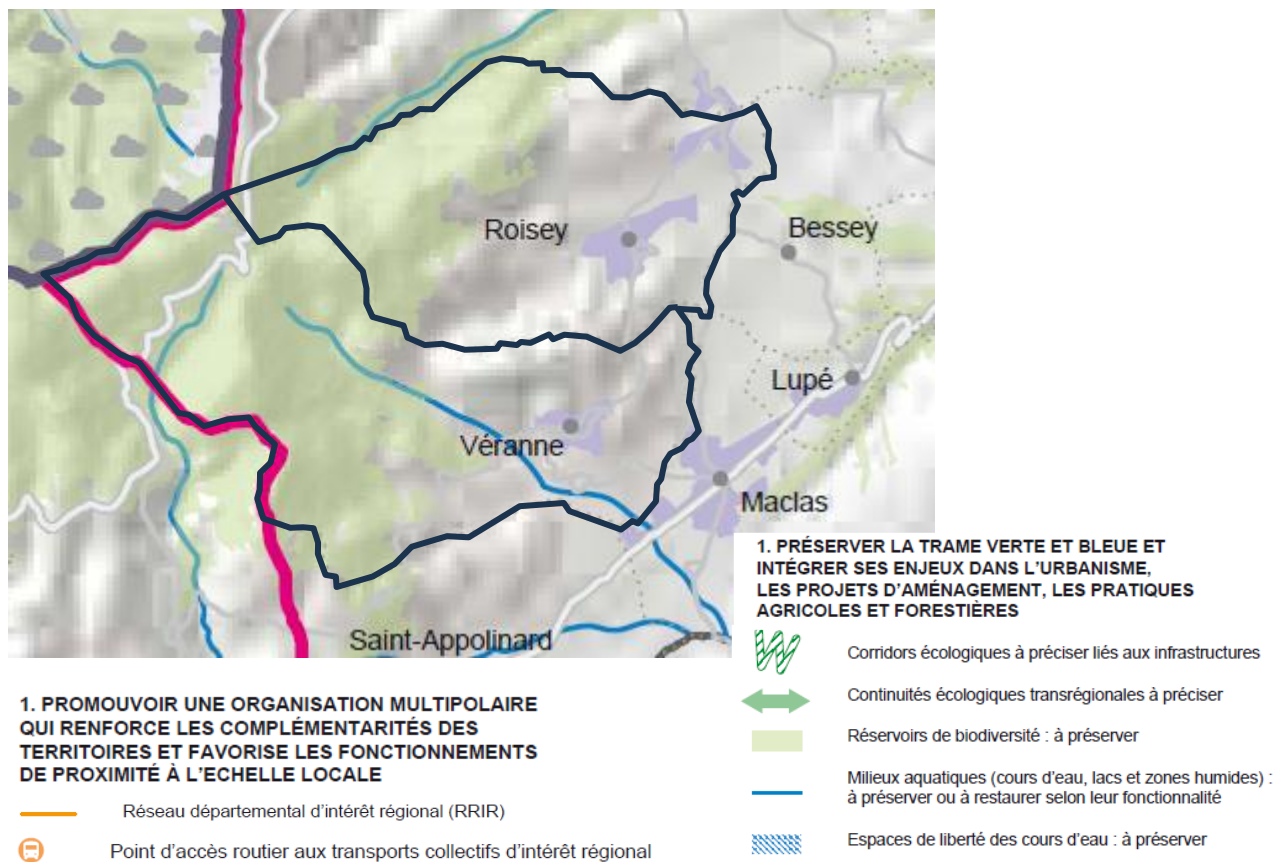 Roisey
Bessey
Lupé
Véranne
Maclas
Saint-Appolinard
1. PROMOUVOIR UNE ORGANISATION MULTIPOLAIRE
QUI RENFORCE LES COMPLÉMENTARITÉS DES
TERRITOIRES ET FAVORISE LES FONCTIONNEMENTS
DE PROXIMITÉ À L'ECHELLE LOCALE
Réseau départemental d'intérêt régional (RRIR)
Point d'accès routier aux transports collectifs d'intérêt régional
1. PRÉSERVER LA TRAME VERTE ET BLEUE ET
INTÉGRER SES ENJEUX DANS L'URBANISME,
LES PROJETS D'AMÉNAGEMENT, LES PRATIQUES
AGRICOLES ET FORESTIÈRES
Corridors écologiques à préciser liés aux infrastructures
Continuités écologiques transrégionales à préciser
Réservoirs de biodiversité : à préserver
Milieux aquatiques (cours d'eau, lacs et zones humides) :
à préserver ou à restaurer selon leur fonctionnalité
Espaces de liberté des cours d'eau : à préserver